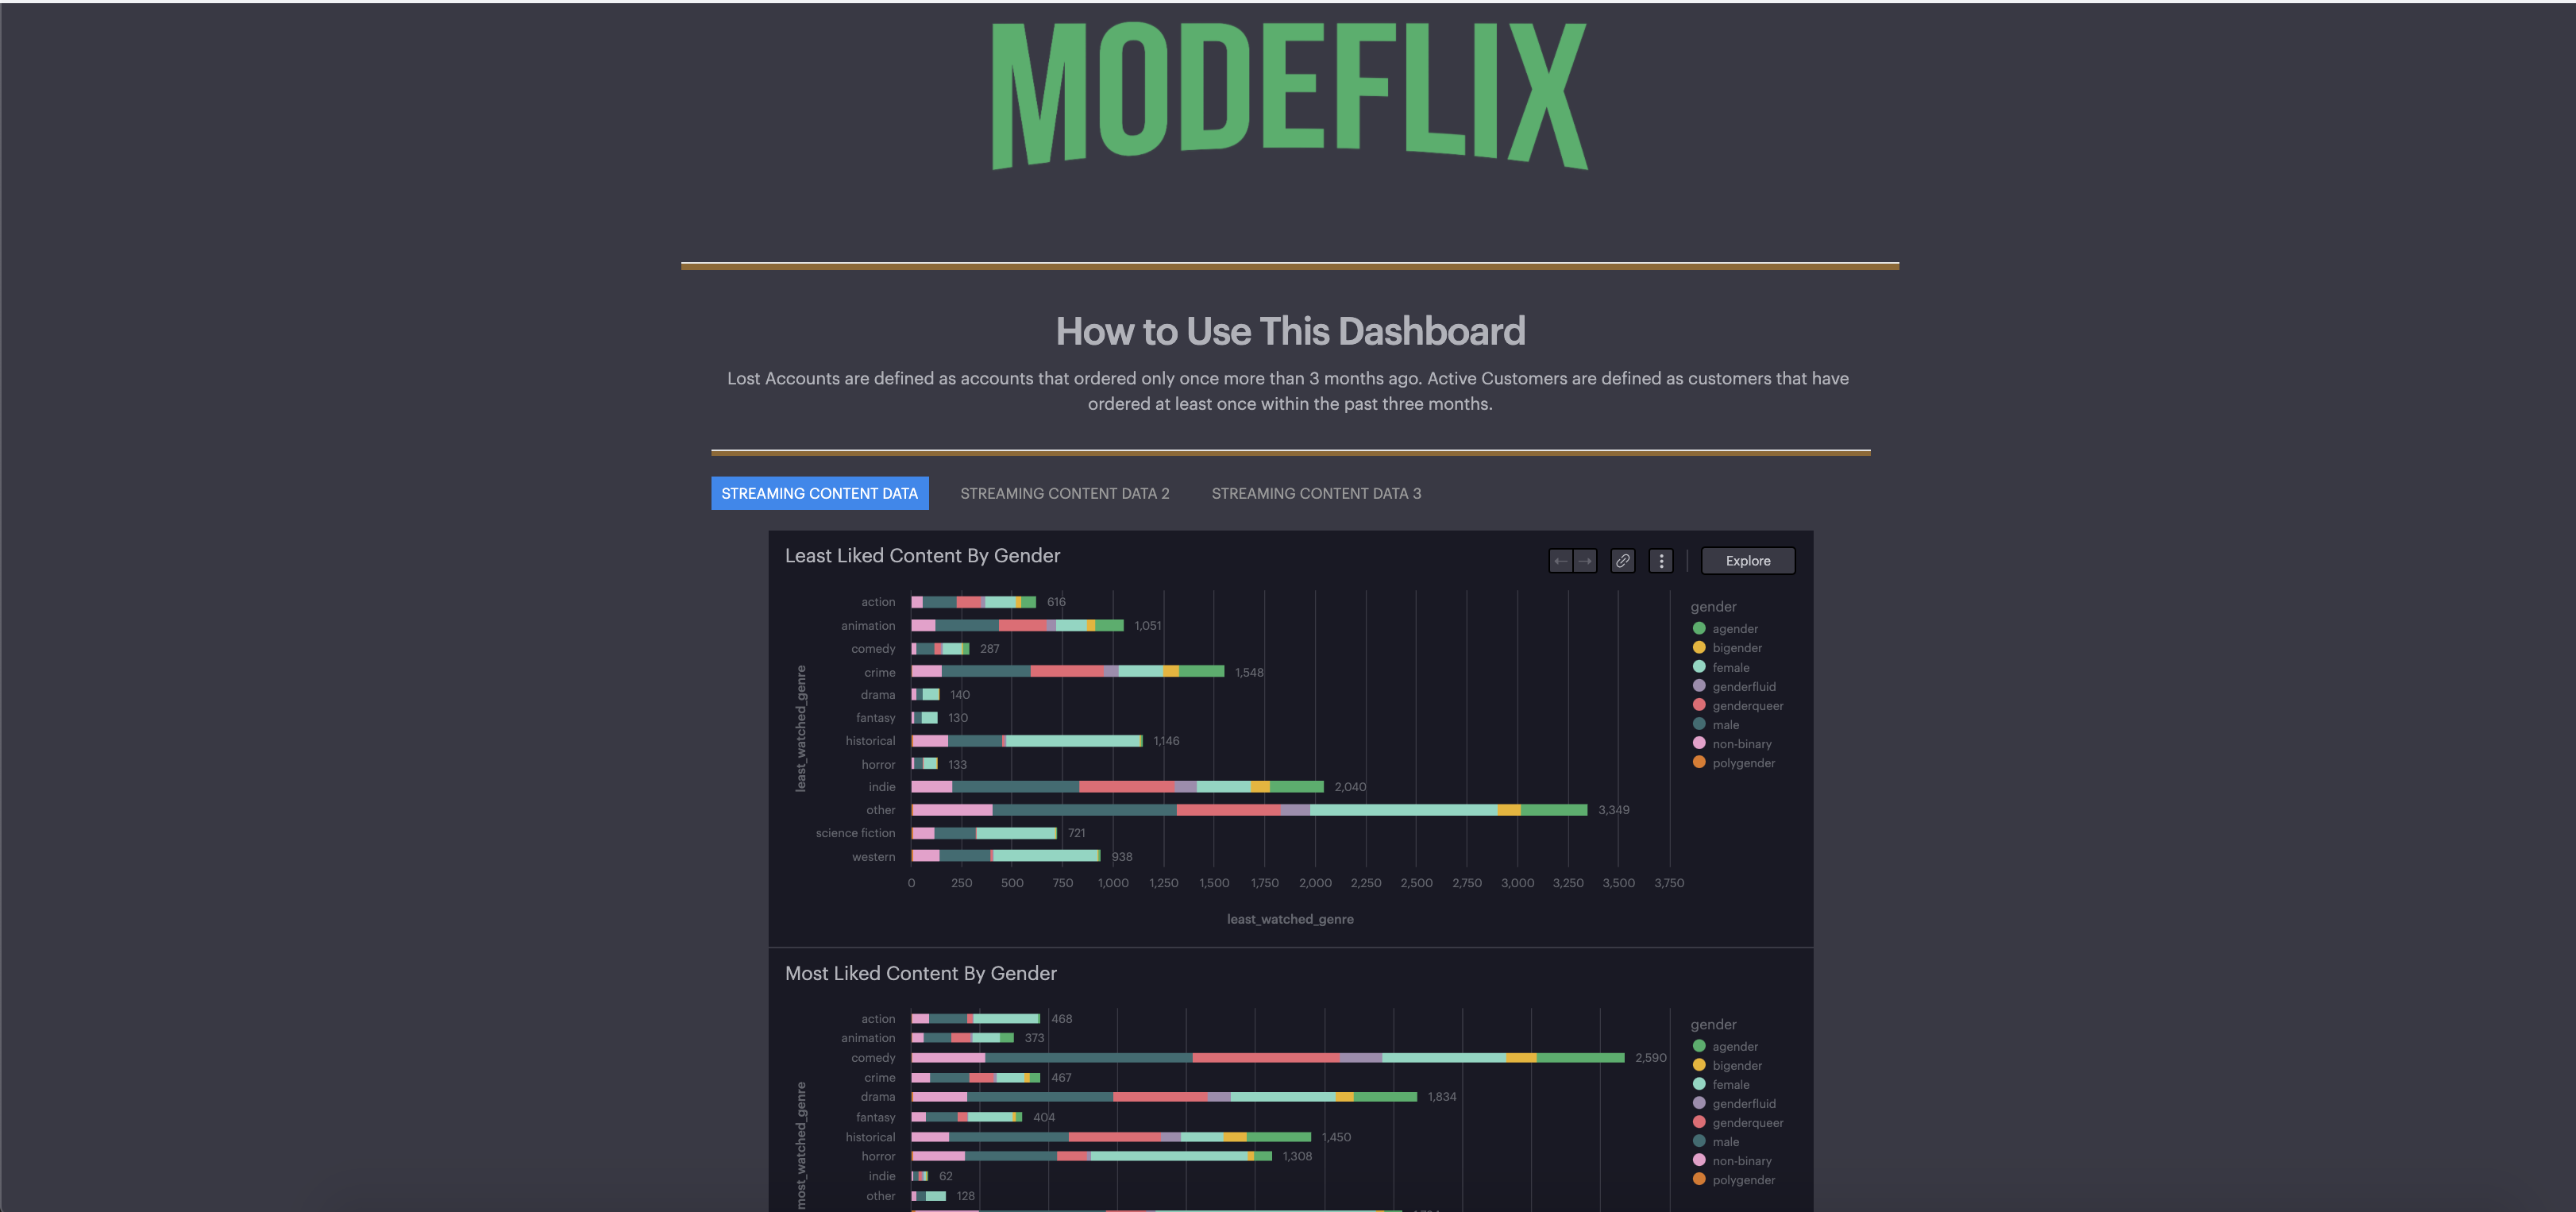 MODEFLIX
How to Use This Dashboard
Lost Accounts are defined as accounts that ordered only once more than 3 months ago. Active Customers are defined as customers that have
ordered at least once within the past three months.
STREAMING CONTENT DATA
STREAMING CONTENT DATA 2
STREAMING CONTENT DATA 3
Least Liked Content By Gender
Explore
least_watched_genre
action 616
animation 1,051
comedy 287
crime 1,548
drama 140
fantasy 130
historical 1,146
horror 133
indie 2,040
other 3,349
science fiction 721
western 938
0 250 500 750 1,000 1,250 1,500 1,750 2,000 2,250 2,500 2,750 3,000 3,250 3,500 3,750
least_watched_genre
gender
agender
bigender
female
genderfluid
genderqueer
male
non-binary
polygender
Most Liked Content By Gender
most_watched_genre
action 468
animation 373
comedy 2,590
crime 467
drama 1,834
fantasy 404
historical 1,450
horror 1,308
indie 62
other 128
gender
agender
bigender
female
genderfluid
genderqueer
male
non-binary
polygender